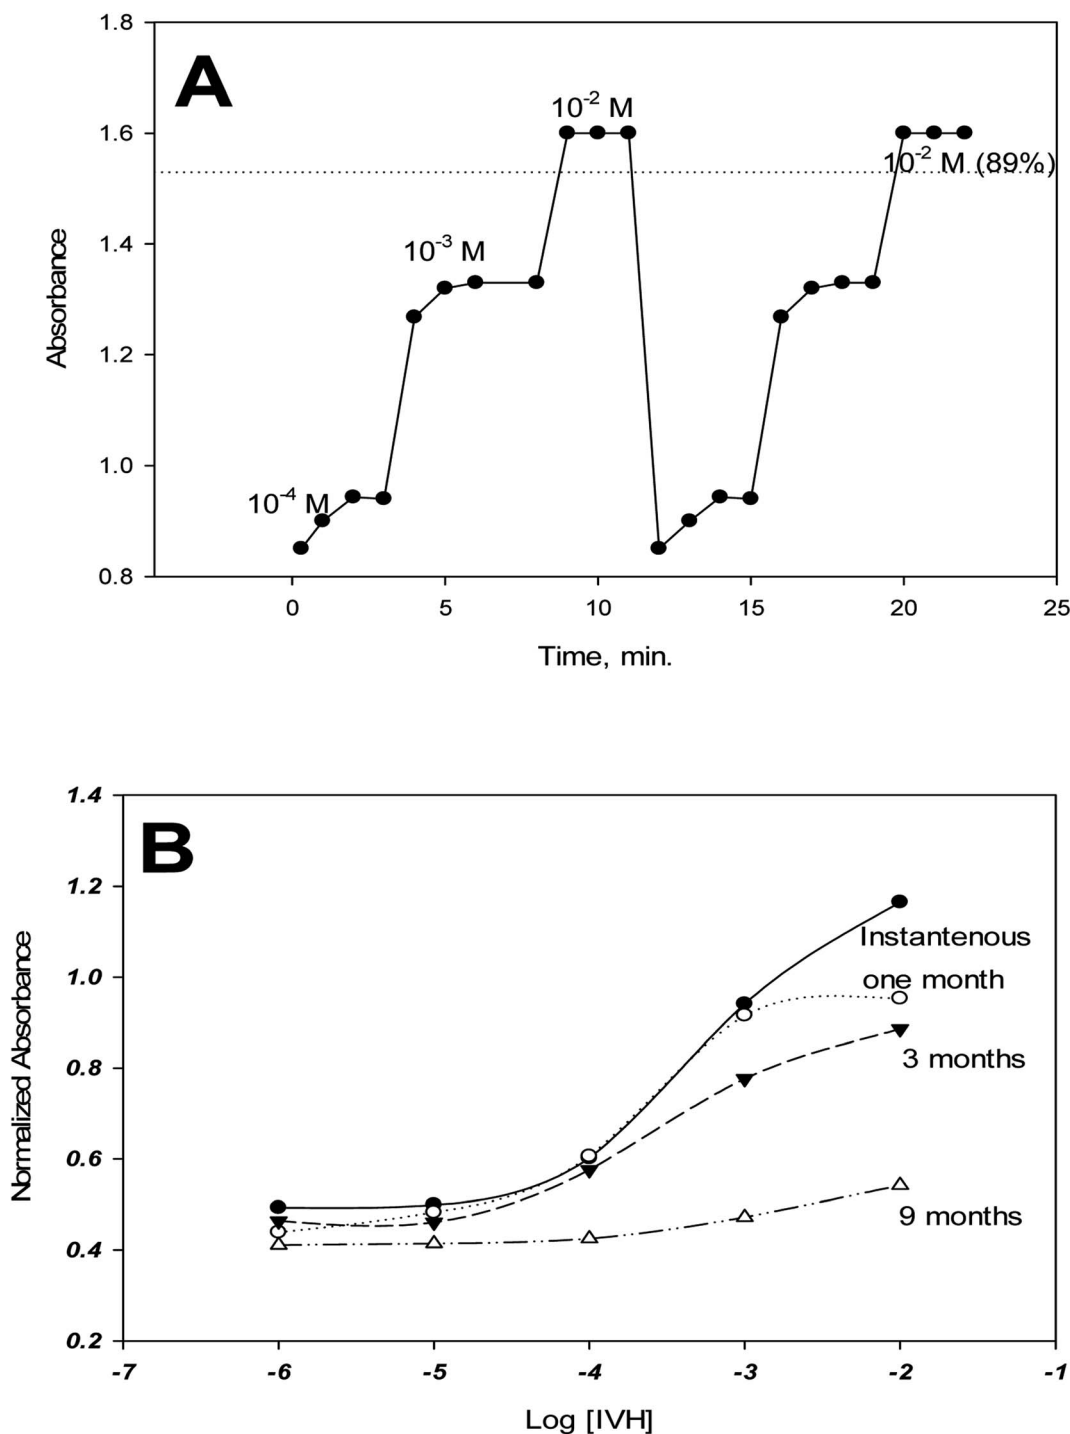 A
1.8
1.6
1.4
1.2
1.0
0.8
Absorbance
10⁻⁴ M
10⁻³ M
10⁻² M
10⁻² M (89%)
0 5 10 15 20 25
Time, min.
B
1.4
1.2
1.0
0.8
0.6
0.4
0.2
Normalized Absorbance
Instantenous
one month
3 months
9 months
-7 -6 -5 -4 -3 -2 -1
Log [IVH]